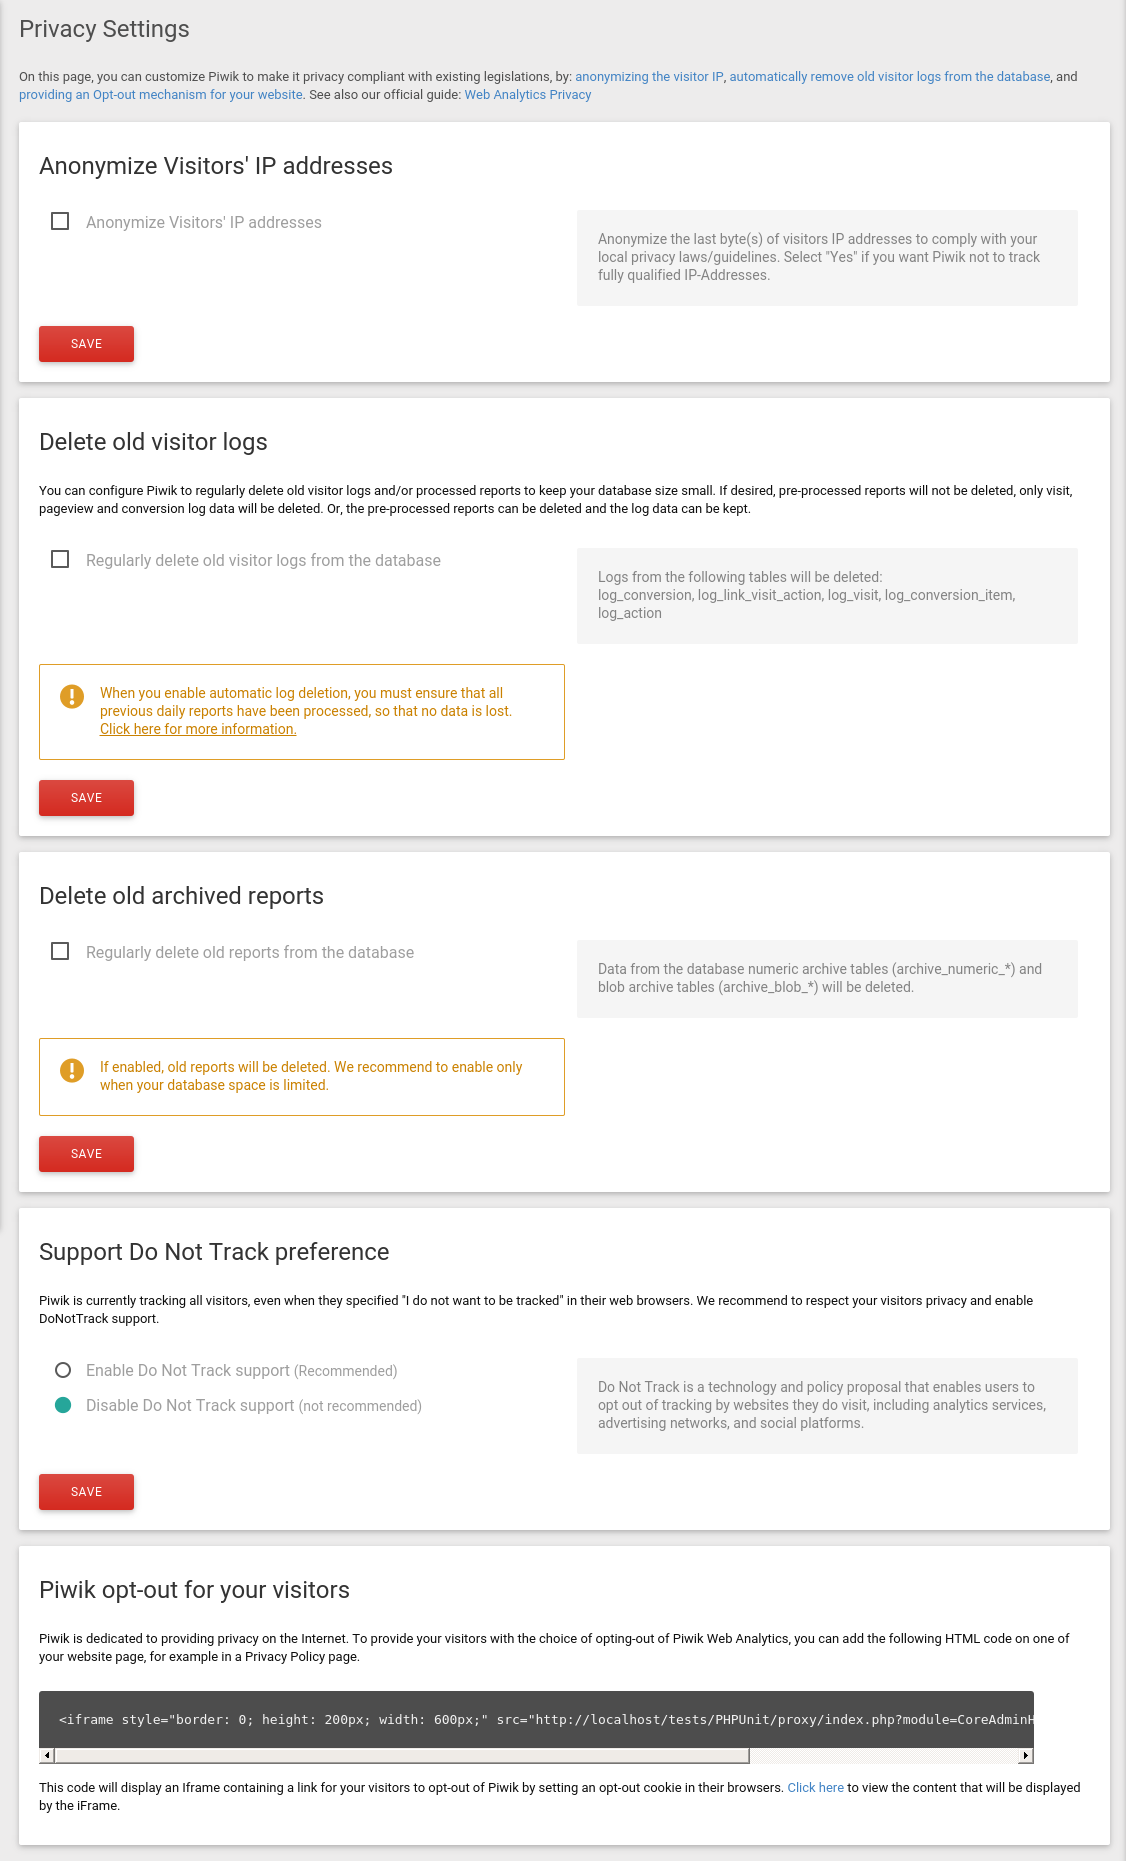 Privacy Settings
On this page, you can customize Piwik to make it privacy compliant with existing legislations, by: anonymizing the visitor IP, automatically remove old visitor logs from the database, and
providing an Opt-out mechanism for your website. See also our official guide: Web Analytics Privacy
Anonymize Visitors' IP addresses
Anonymize Visitors' IP addresses
Anonymize the last byte(s) of visitors IP addresses to comply with your
local privacy laws/guidelines. Select "Yes" if you want Piwik not to track
fully qualified IP-Addresses.
SAVE
Delete old visitor logs
You can configure Piwik to regularly delete old visitor logs and/or processed reports to keep your database size small. If desired, pre-processed reports will not be deleted, only visit,
pageview and conversion log data will be deleted. Or, the pre-processed reports can be deleted and the log data can be kept.
Regularly delete old visitor logs from the database
Logs from the following tables will be deleted:
log_conversion, log_link_visit_action, log_visit, log_conversion_item,
log_action
When you enable automatic log deletion, you must ensure that all
previous daily reports have been processed, so that no data is lost.
Click here for more information.
SAVE
Delete old archived reports
Regularly delete old reports from the database
Data from the database numeric archive tables (archive_numeric_*) and
blob archive tables (archive_blob_*) will be deleted.
If enabled, old reports will be deleted. We recommend to enable only
when your database space is limited.
SAVE
Support Do Not Track preference
Piwik is currently tracking all visitors, even when they specified "I do not want to be tracked" in their web browsers. We recommend to respect your visitors privacy and enable
DoNotTrack support.
Enable Do Not Track support (Recommended)
Disable Do Not Track support (not recommended)
Do Not Track is a technology and policy proposal that enables users to
opt out of tracking by websites they do visit, including analytics services,
advertising networks, and social platforms.
SAVE
Piwik opt-out for your visitors
Piwik is dedicated to providing privacy on the Internet. To provide your visitors with the choice of opting-out of Piwik Web Analytics, you can add the following HTML code on one of
your website page, for example in a Privacy Policy page.
<iframe style="border: 0; height: 200px; width: 600px;" src="http://localhost/tests/PHPUnit/proxy/index.php?module=CoreAdminH
This code will display an Iframe containing a link for your visitors to opt-out of Piwik by setting an opt-out cookie in their browsers. Click here to view the content that will be displayed
by the iFrame.